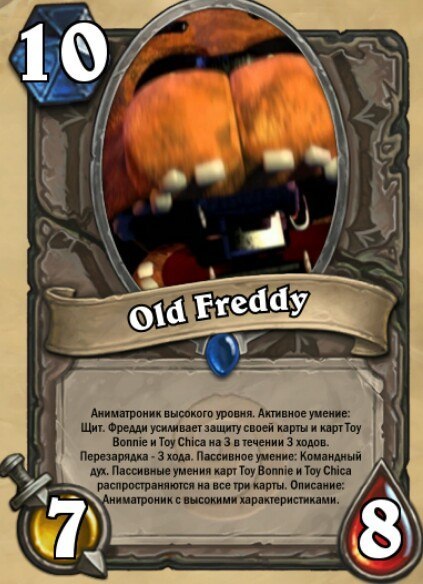 10
Old Freddy
Аниматроник высокого уровня. Активное умение:
Щит. Фредди усиливает защиту своей карты и карт Toy
Bonnie и Toy Chica на 3 в течении 3 ходов.
Перезарядка - 3 хода. Пассивное умение: Командный
дух. Пассивные умения карт Toy Bonnie и Toy Chica
распространяются на все три карты. Описание:
Аниматроник с высокими характеристиками.
7
8